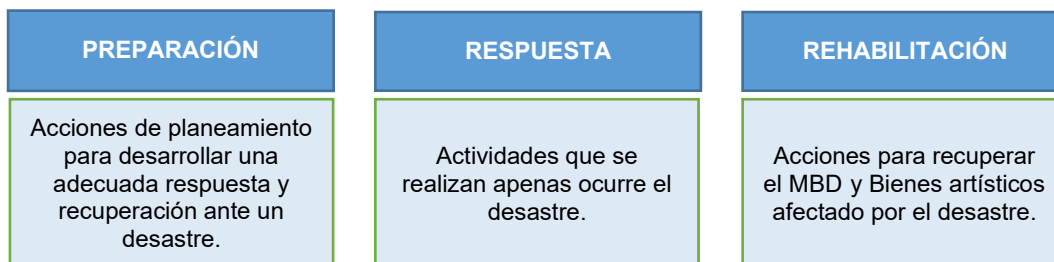 PREPARACIÓN
Acciones de planeamiento
para desarrollar una
adecuada respuesta y
recuperación ante un
desastre.
RESPUESTA
Actividades que se
realizan apenas ocurre el
desastre.
REHABILITACIÓN
Acciones para recuperar
el MBD y Bienes artísticos
afectado por el desastre.